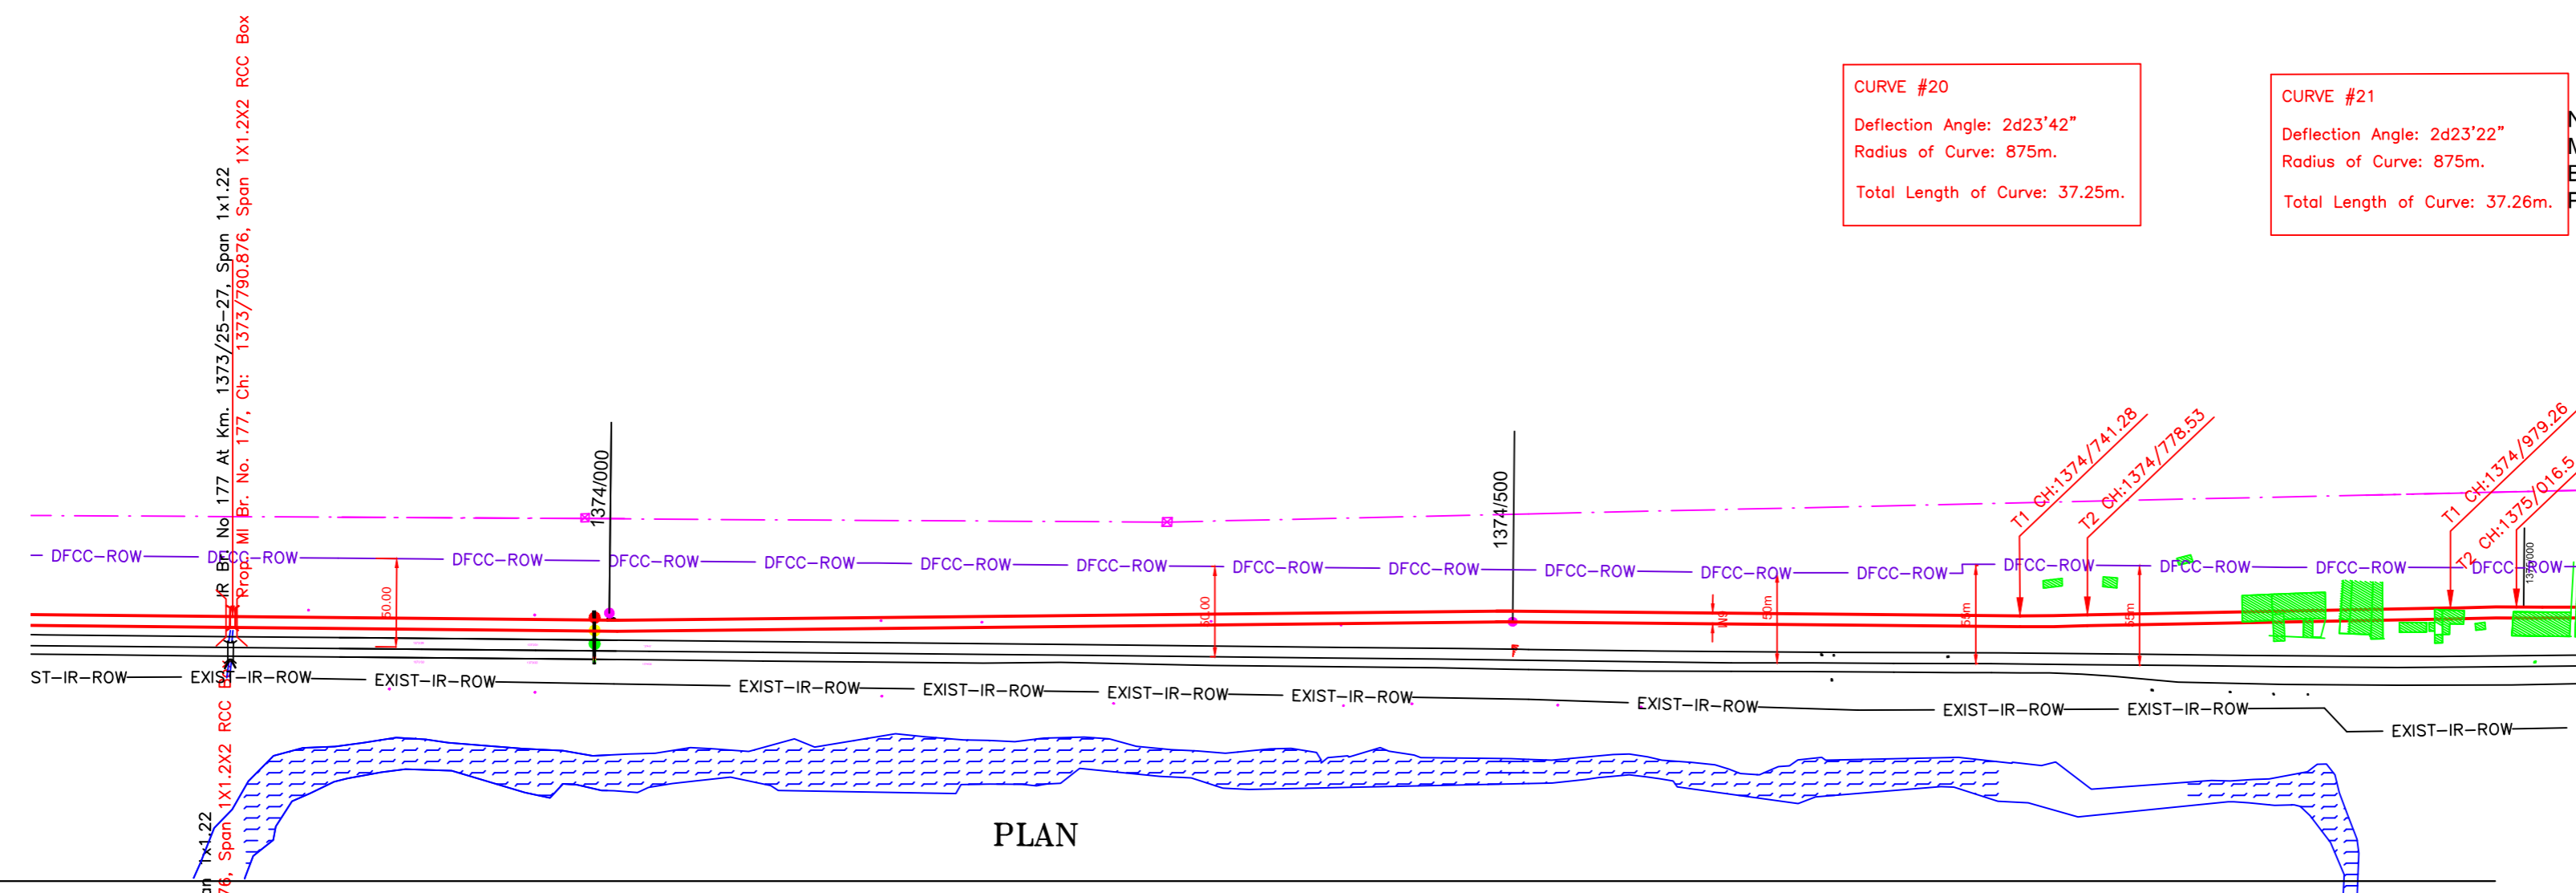 IR Br. No 177 At Km. 1373/25-27, Span 1x1.22
Prop. MI Br. No. 177, Ch: 1373/790.876, Span 1X1.2X2 RCC Box
CURVE #20
Deflection Angle: 2d23'42"
Radius of Curve: 875m.
Total Length of Curve: 37.25m.
CURVE #21
Deflection Angle: 2d23'22"
Radius of Curve: 875m.
Total Length of Curve: 37.26m.
N
M
E
F
1374/000
1374/500
T1 CH:1374/741.28
T2 CH:1374/778.53
T1 CH:1374/979.26
T2 CH:1375/016.5
1375/000
DFCC-ROW DFCC-ROW DFCC-ROW DFCC-ROW DFCC-ROW DFCC-ROW DFCC-ROW DFCC-ROW DFCC-ROW DFCC-ROW DFCC-ROW DFCC-ROW DFCC-ROW DFCC-ROW DFCC-ROW DFCC-ROW
50.00
50.00
50m
55m
55m
ST-IR-ROW EXIST-IR-ROW EXIST-IR-ROW EXIST-IR-ROW EXIST-IR-ROW EXIST-IR-ROW EXIST-IR-ROW EXIST-IR-ROW EXIST-IR-ROW EXIST-IR-ROW EXIST-IR-ROW
an 1x1.22
76, Span 1X1.2X2 RCC Box
PLAN